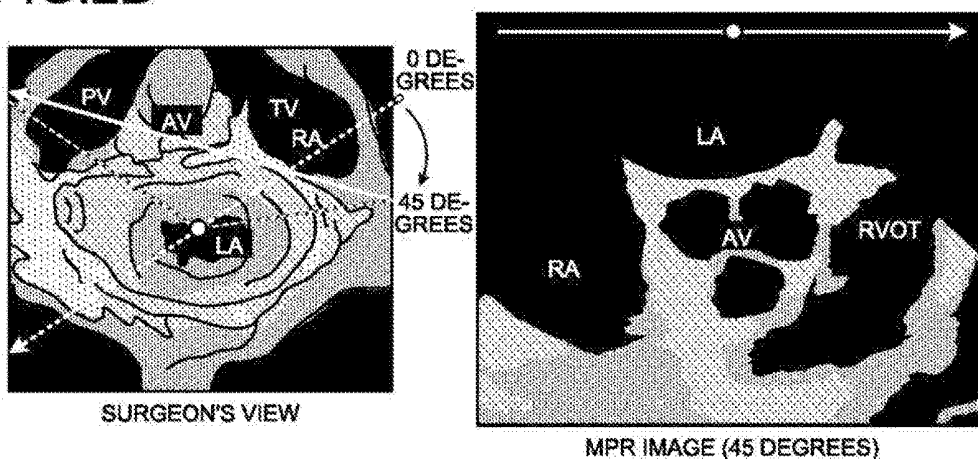 0 DE-
GREES
PV
AV
TV
RA
45 DE-
GREES
LA
SURGEON'S VIEW
LA
AV
RVOT
RA
MPR IMAGE (45 DEGREES)